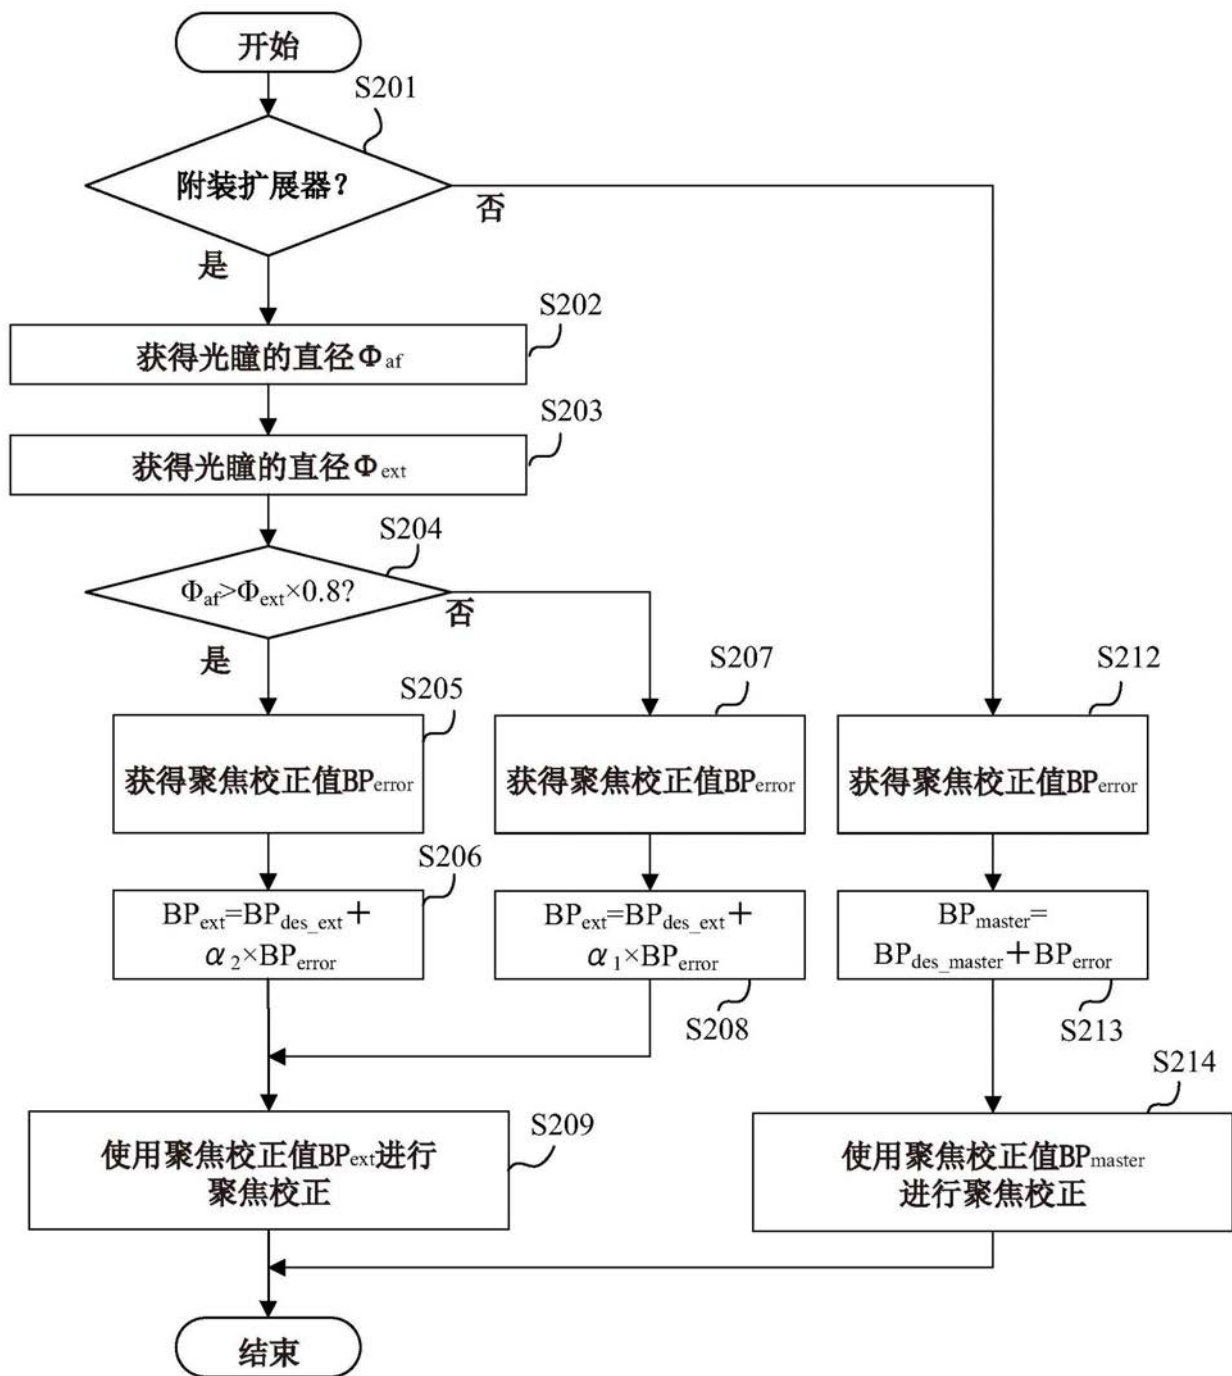 开始
S201
附装扩展器?
否
是
S202
获得光瞳的直径Φaf
S203
获得光瞳的直径Φext
S204
Φaf>Φext×0.8?
否
是
S205
S207
S212
获得聚焦校正值BPerror
获得聚焦校正值BPerror
获得聚焦校正值BPerror
S206
BPext=BPdes_ext+
α2×BPerror
BPext=BPdes_ext+
α1×BPerror
BPmaster=
BPdes_master+BPerror
S208
S213
S214
使用聚焦校正值BPext进行
聚焦校正
S209
使用聚焦校正值BPmaster
进行聚焦校正
结束